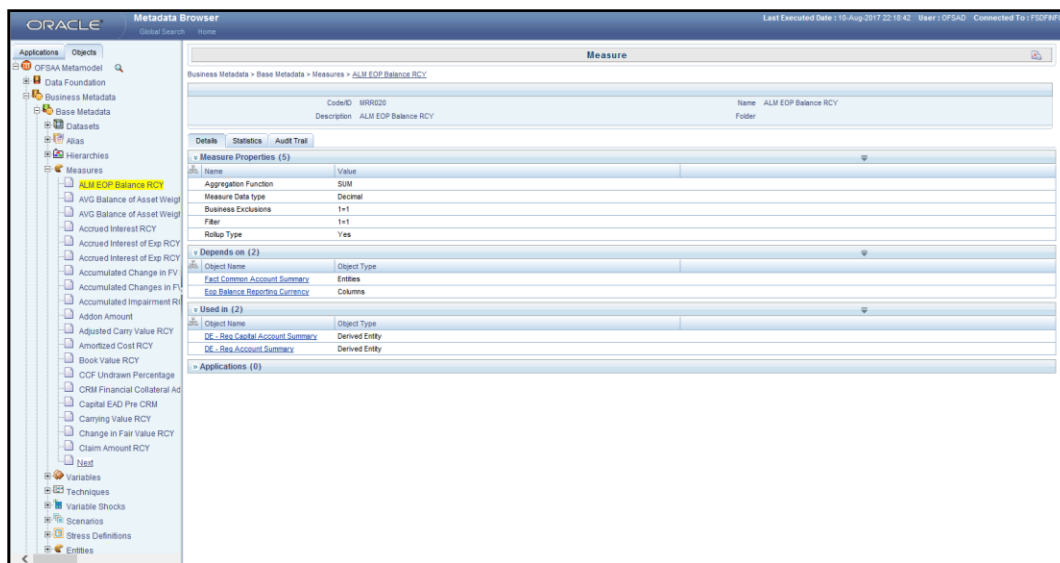 ORACLE
Metadata Browser
Global Search Home
Last Executed Date : 10-Aug-2017 22:18:42 User : OFSAD Connected To : FSDFINFO
Applications Objects
OFSAA Metamodel
Data Foundation
Business Metadata
Base Metadata
Datasets
Alias
Hierarchies
Measures
ALM EOP Balance RCY
AVG Balance of Asset Weigh
AVG Balance of Asset Weigh
Accrued Interest RCY
Accrued Interest of Exp RCY
Accrued Interest of Exp RCY
Accumulated Change in FV
Accumulated Changes in FV
Accumulated Impairment R
Addon Amount
Adjusted Carry Value RCY
Amortized Cost RCY
Book Value RCY
CCF Undrawn Percentage
CRM Financial Collateral Ad
Capital EAD Pre CRM
Carrying Value RCY
Change in Fair Value RCY
Claim Amount RCY
Next
Variables
Techniques
Variable Shocks
Scenarios
Stress Definitions
Entities
Measure
Business Metadata > Base Metadata > Measures > ALM EOP Balance RCY
Code/ID MRR020 Name ALM EOP Balance RCY
Description ALM EOP Balance RCY Folder
Details Statistics Audit Trail
Measure Properties (5)
Name Value
Aggregation Function SUM
Measure Data type Decimal
Business Exclusions 1=1
Filter 1=1
Rollup Type Yes
Depends on (2)
Object Name Object Type
Fact Common Account Summary Entities
Eop Balance Reporting Currency Columns
Used in (2)
Object Name Object Type
DE - Reg Capital Account Summary Derived Entity
DE - Reg Account Summary Derived Entity
Applications (0)